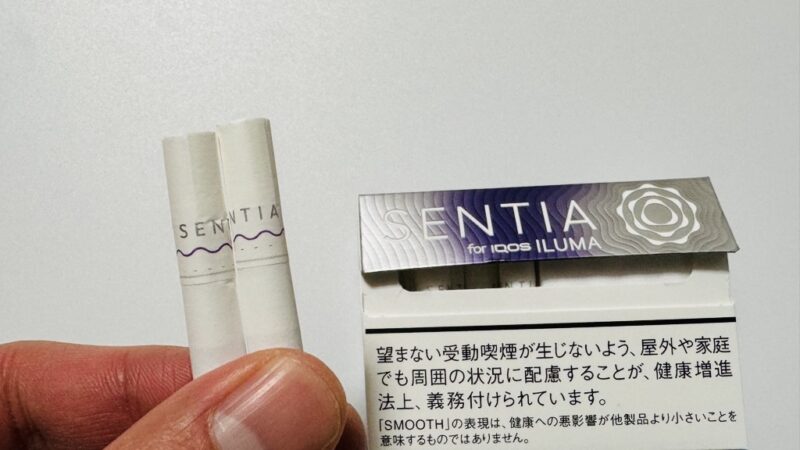 SENTIA
SENTIA
for IQOS ILUMA
望まない受動喫煙が生じないよう、屋外や家庭
でも周囲の状況に配慮することが、健康増進
法上、義務付けられています。
「SMOOTH」の表現は、健康への悪影響が他製品より小さいことを
意味するものではありません。